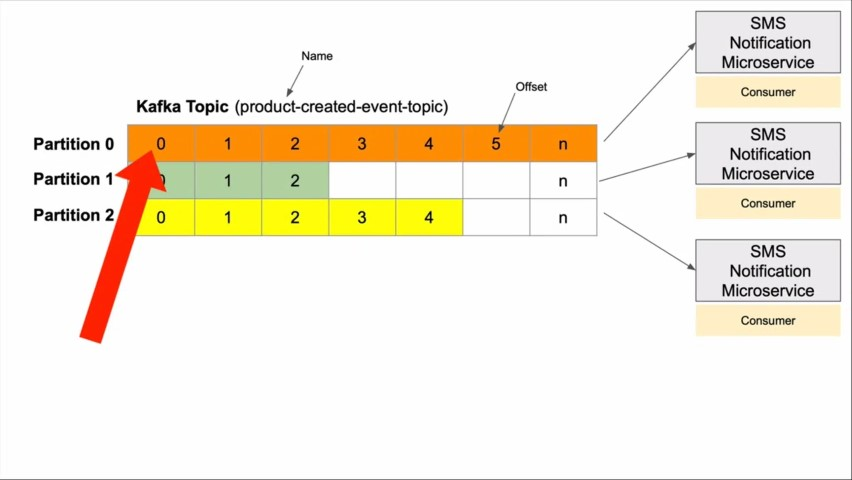 SMS
Notification
Microservice
Consumer
Name
Offset
Kafka Topic (product-created-event-topic)
Partition 0 0 1 2 3 4 5 n
Partition 1 0 1 2 n
Partition 2 0 1 2 3 4 n
SMS
Notification
Microservice
Consumer
SMS
Notification
Microservice
Consumer